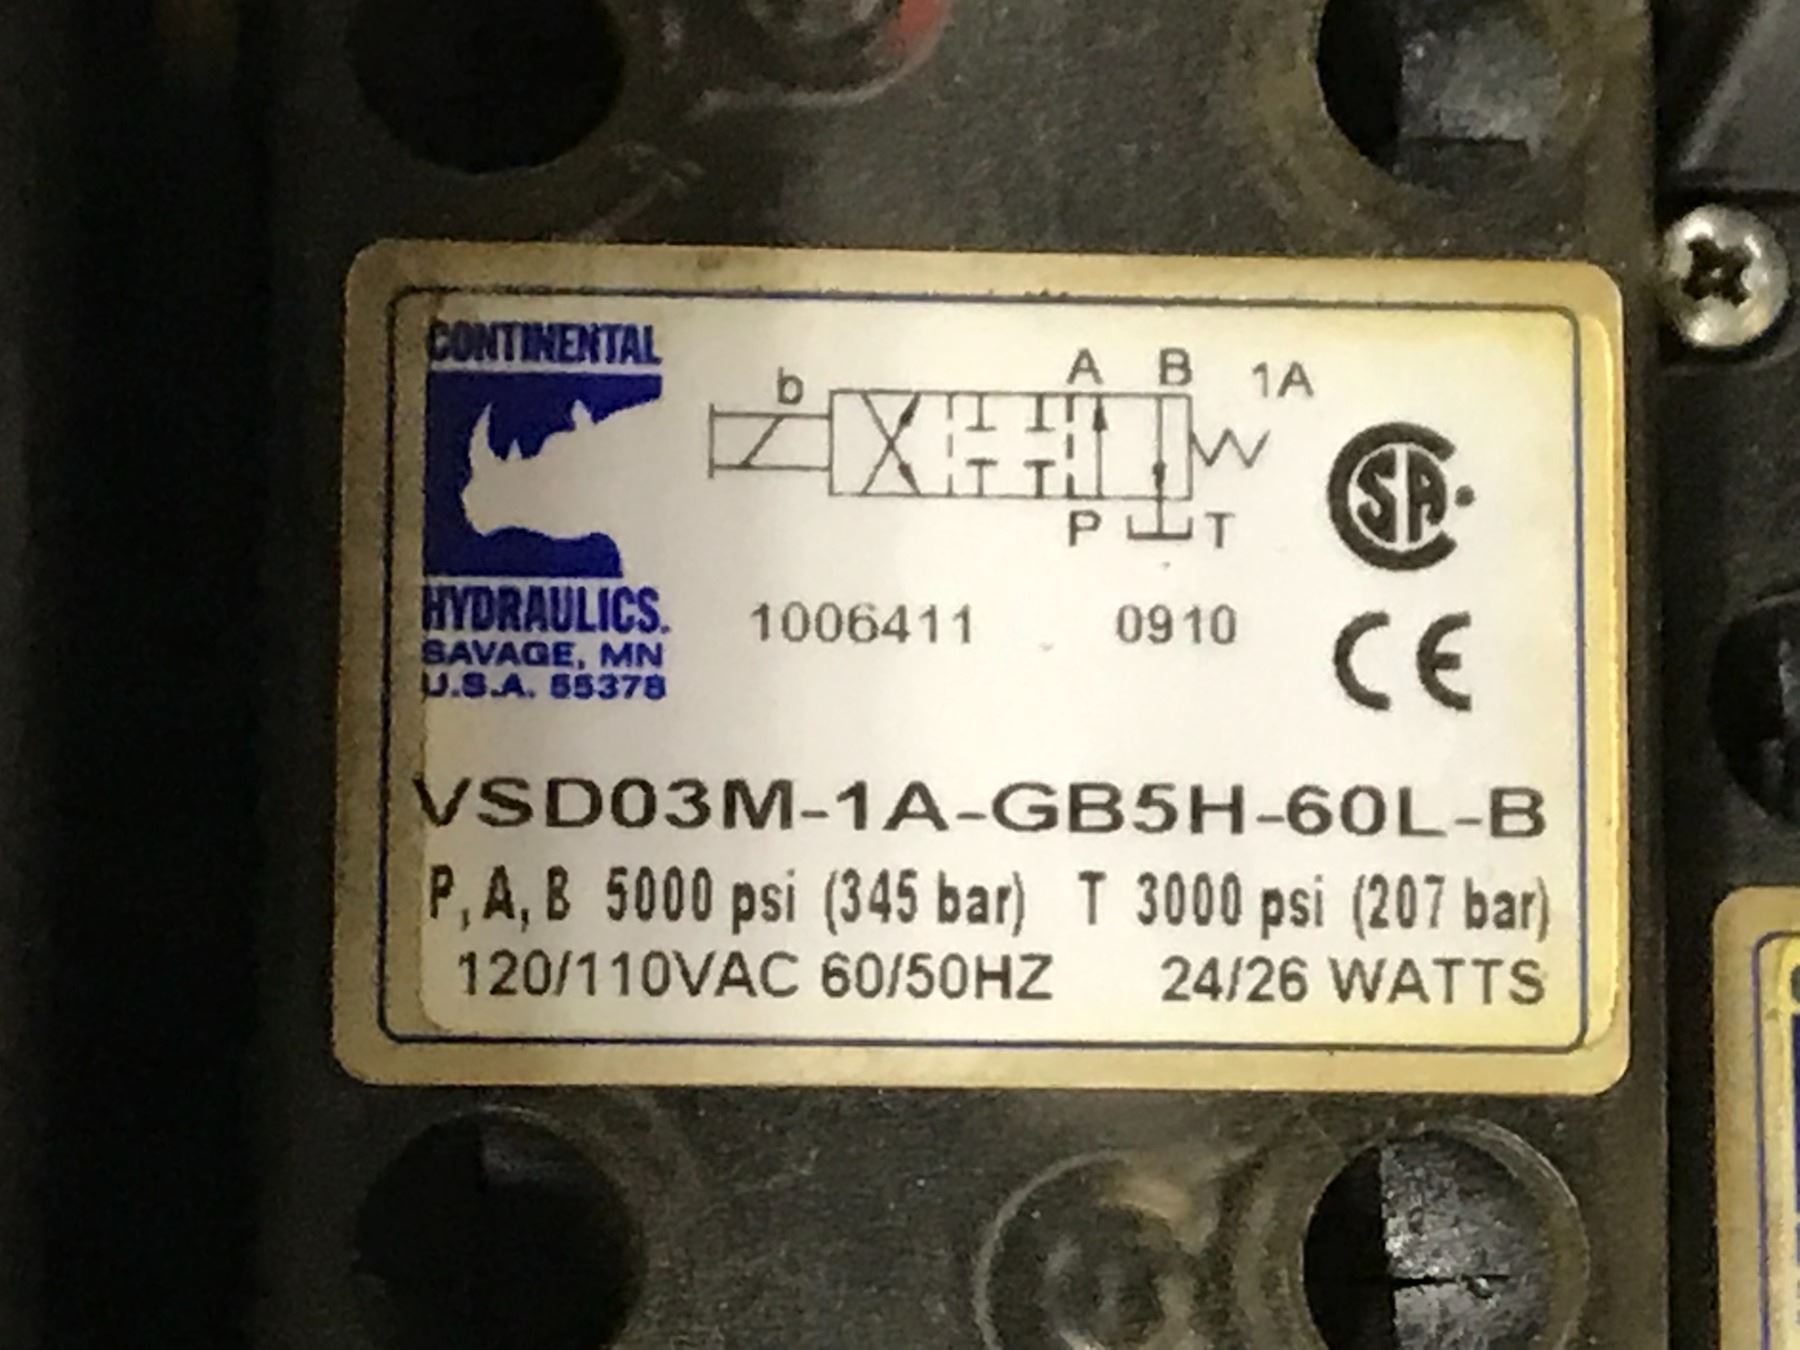 CONTINENTAL
b A B 1A
P T
CSA
HYDRAULICS.
SAVAGE, MN
U.S.A. 55378
1006411 0910
CE
VSD03M-1A-GB5H-60L-B
P, A, B 5000 psi (345 bar) T 3000 psi (207 bar)
120/110VAC 60/50HZ 24/26 WATTS